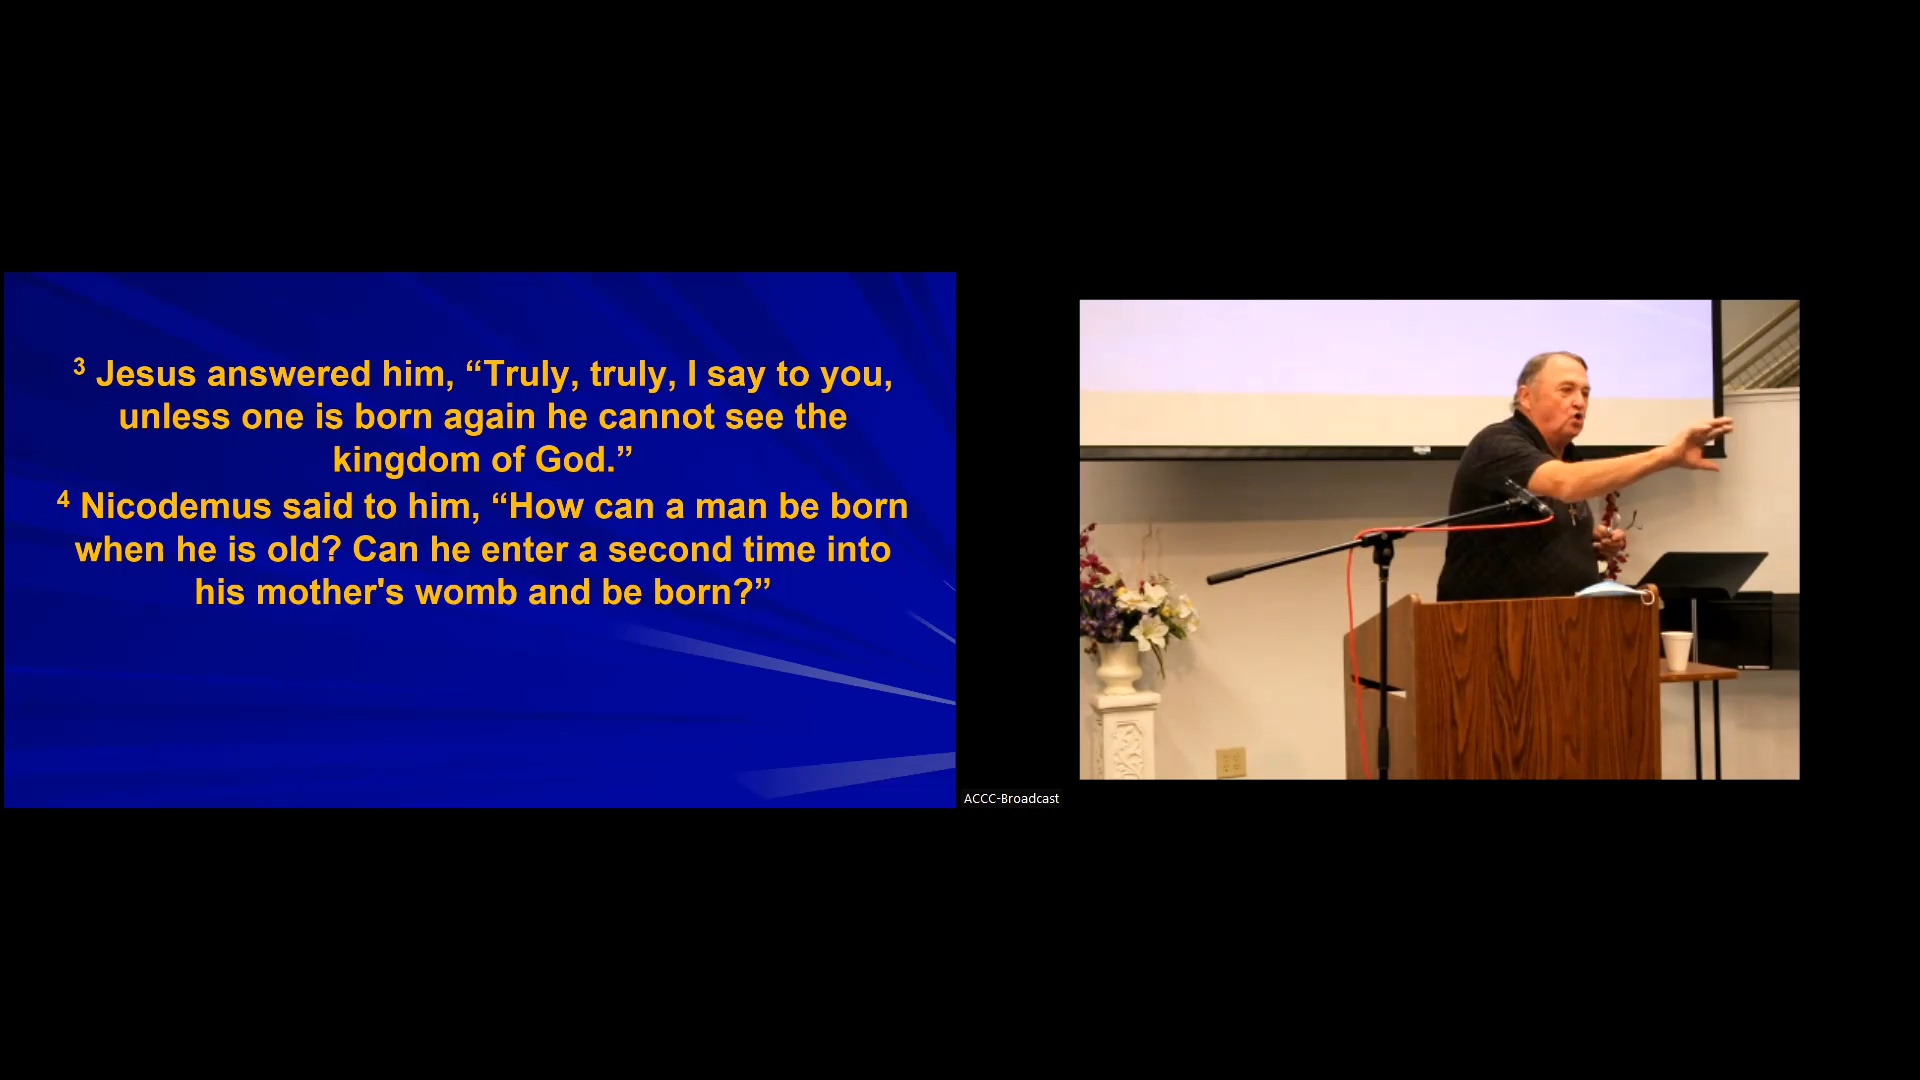 3 Jesus answered him, “Truly, truly, I say to you,
unless one is born again he cannot see the
kingdom of God.”
4 Nicodemus said to him, “How can a man be born
when he is old? Can he enter a second time into
his mother's womb and be born?”
ACCC-Broadcast